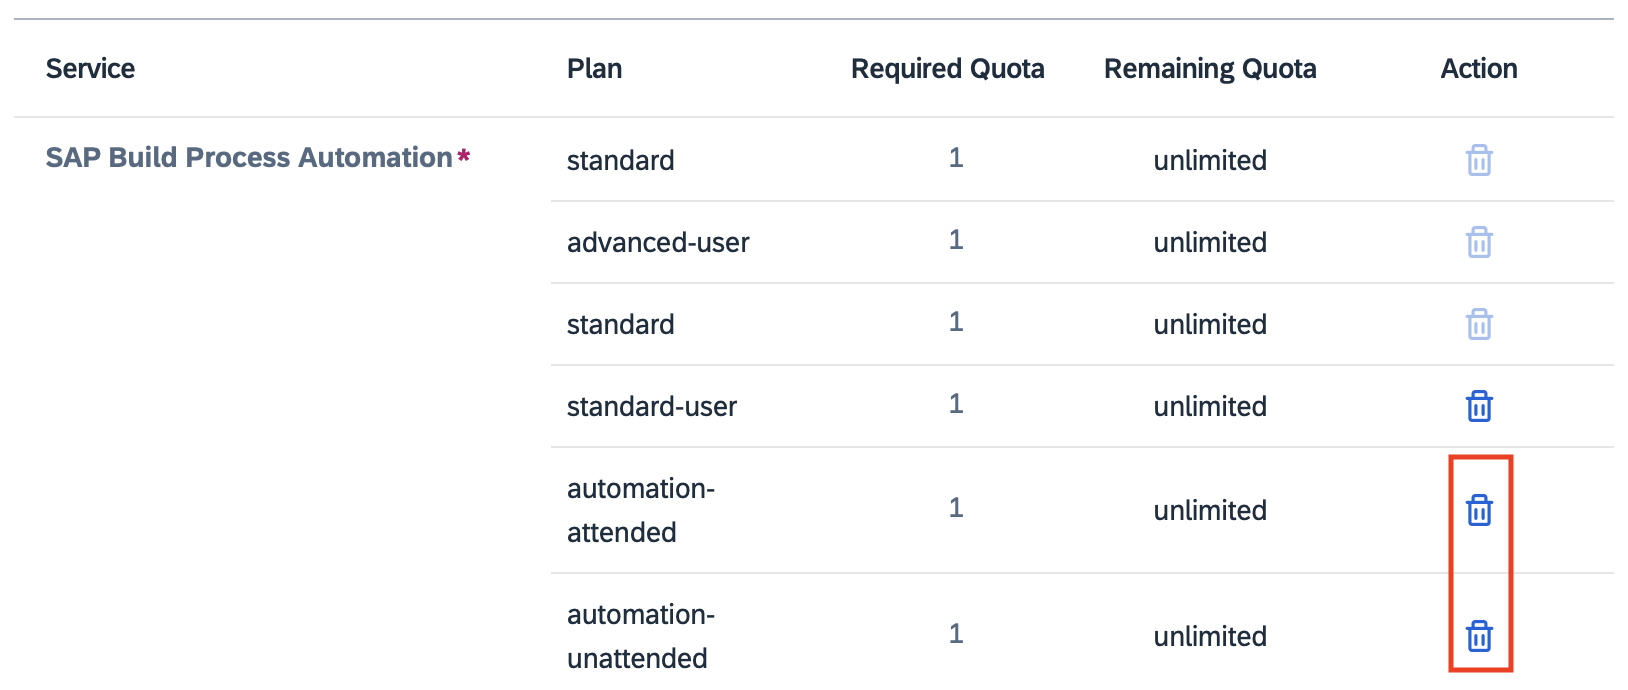 Service Plan Required Quota Remaining Quota Action
SAP Build Process Automation* standard 1 unlimited
advanced-user 1 unlimited
standard 1 unlimited
standard-user 1 unlimited
automation-
attended 1 unlimited
automation-
unattended 1 unlimited